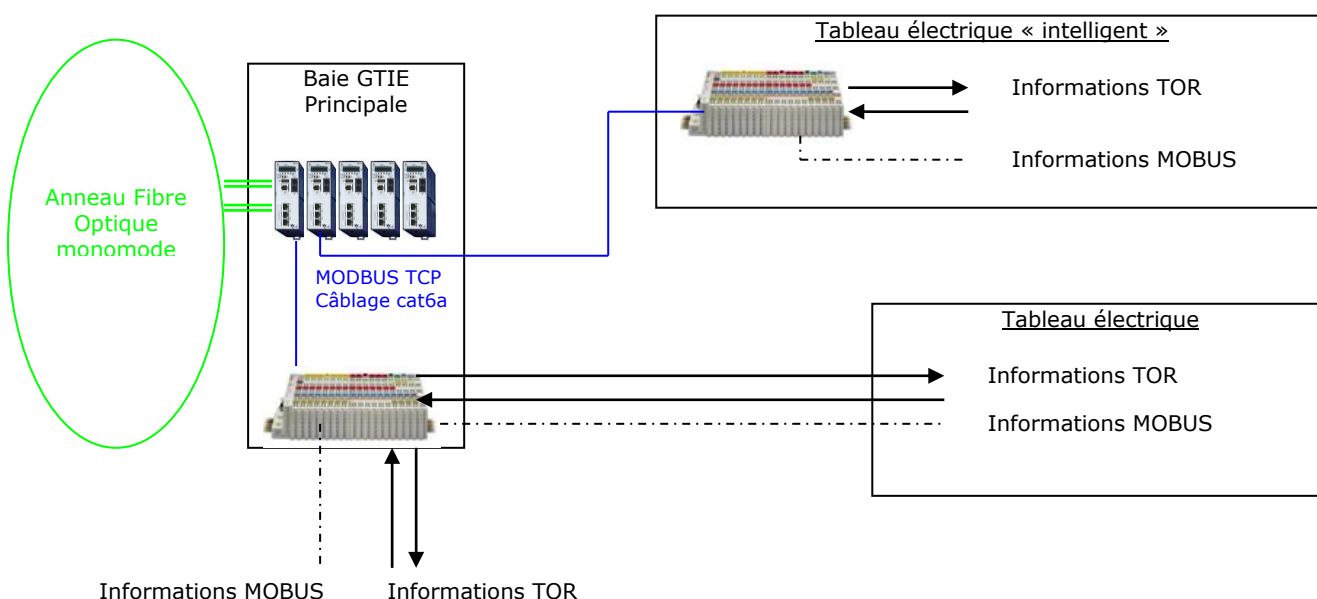 Tableau électrique « intelligent »
Baie GTIE
Principale
Informations TOR
Informations MOBUS
Anneau Fibre
Optique
monomode
MODBUS TCP
Câblage cat6a
Tableau électrique
Informations TOR
Informations MOBUS
Informations MOBUS
Informations TOR